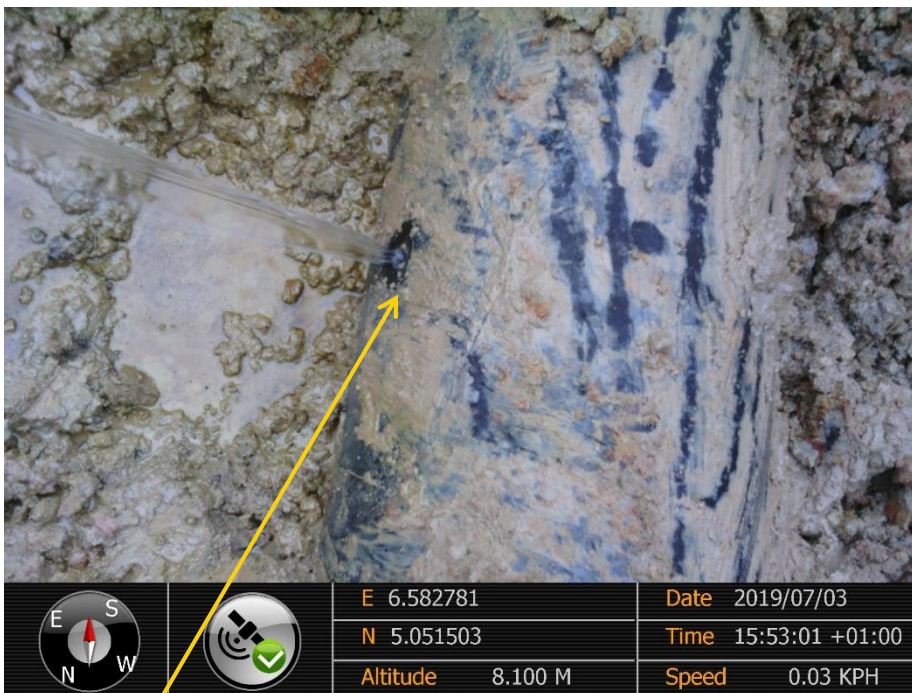 E S
N W
E 6.582781
N 5.051503
Altitude 8.100 M
Date 2019/07/03
Time 15:53:01 +01:00
Speed 0.03 KPH